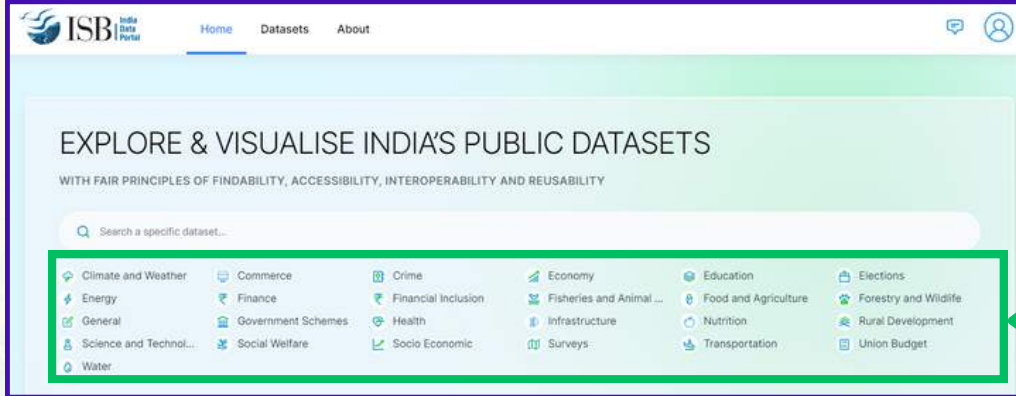 ISB India Data Portal Home Datasets About
EXPLORE & VISUALISE INDIA'S PUBLIC DATASETS
WITH FAIR PRINCIPLES OF FINDABILITY, ACCESSIBILITY, INTEROPERABILITY AND REUSABILITY
Search a specific dataset...
Climate and Weather Commerce Crime Economy Education Elections
Energy Finance Financial Inclusion Fisheries and Animal ... Food and Agriculture Forestry and Wildlife
General Government Schemes Health Infrastructure Nutrition Rural Development
Science and Technol... Social Welfare Socio Economic Surveys Transportation Union Budget
Water